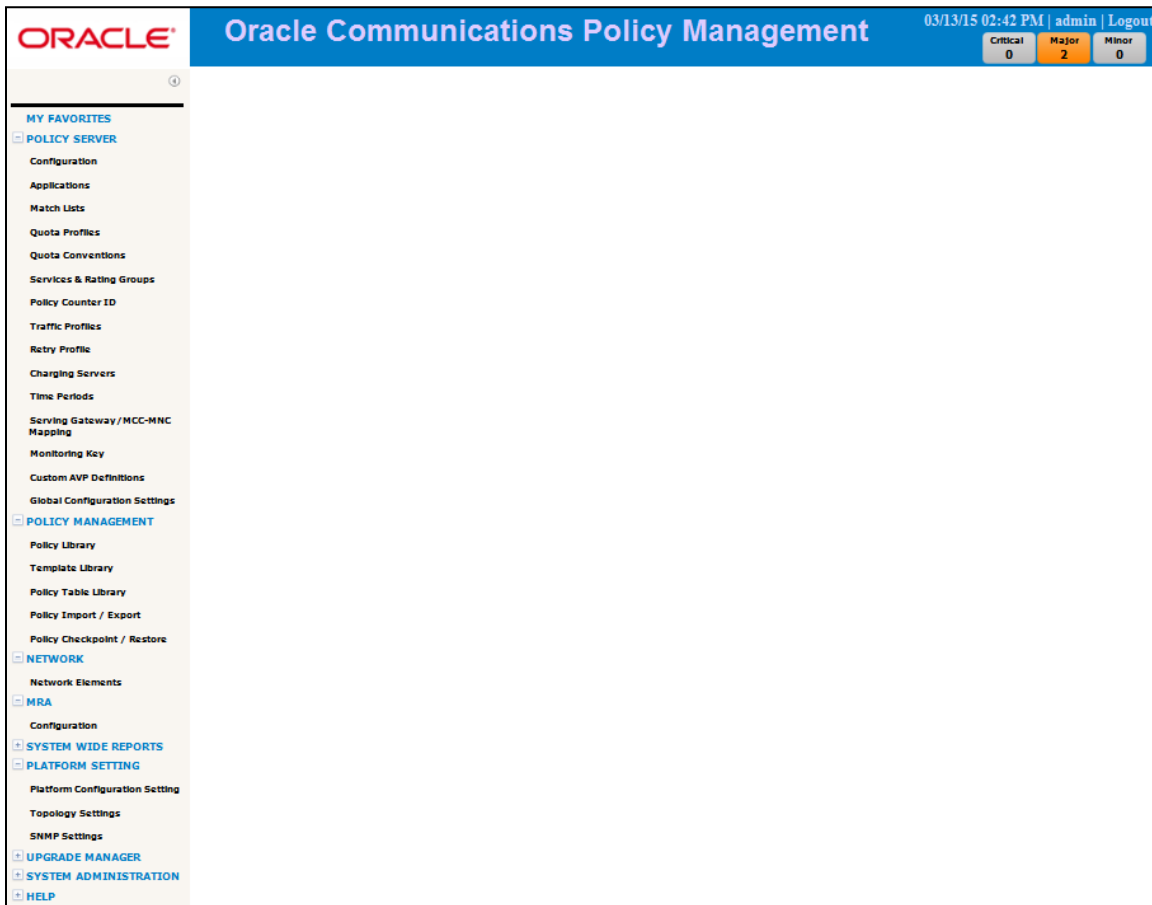 ORACLE®
Oracle Communications Policy Management
03/13/15 02:42 PM | admin | Logout
Critical
0
Major
2
Minor
0
MY FAVORITES
POLICY SERVER
Configuration
Applications
Match Lists
Quota Profiles
Quota Conventions
Services & Rating Groups
Policy Counter ID
Traffic Profiles
Retry Profile
Charging Servers
Time Periods
Serving Gateway/MCC-MNC
Mapping
Monitoring Key
Custom AVP Definitions
Global Configuration Settings
POLICY MANAGEMENT
Policy Library
Template Library
Policy Table Library
Policy Import / Export
Policy Checkpoint / Restore
NETWORK
Network Elements
MRA
Configuration
SYSTEM WIDE REPORTS
PLATFORM SETTING
Platform Configuration Setting
Topology Settings
SNMP Settings
UPGRADE MANAGER
SYSTEM ADMINISTRATION
HELP